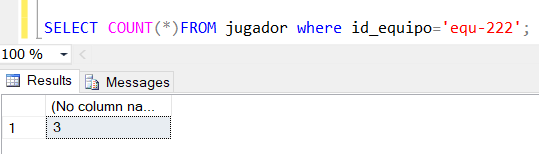 SELECT COUNT(*)FROM jugador where id_equipo='equ-222';
100 %
Results Messages
(No column na...
1 3